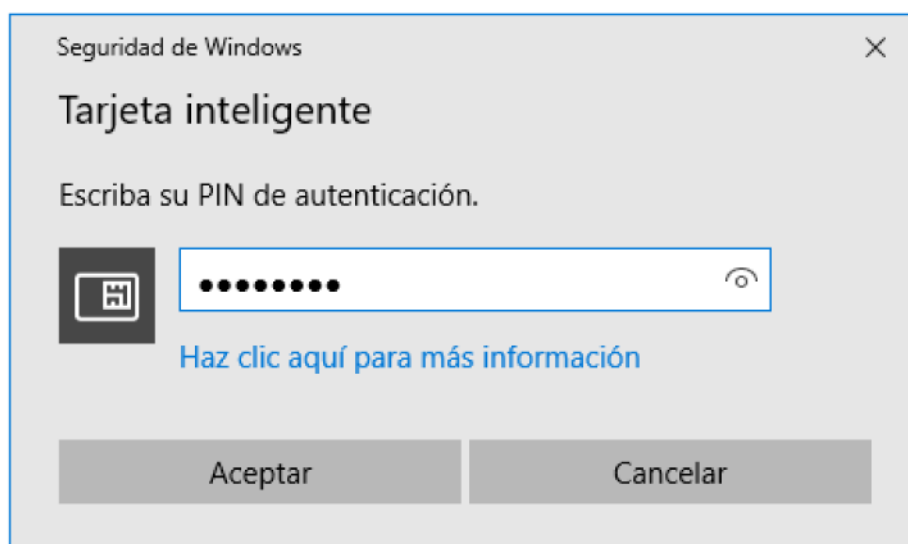 Seguridad de Windows
Tarjeta inteligente
Escriba su PIN de autenticación.
••••••••
Haz clic aquí para más información
Aceptar
Cancelar